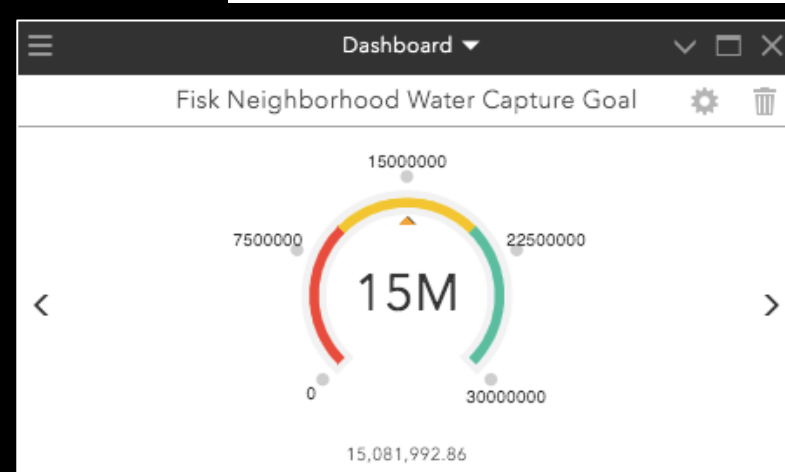 Dashboard
Fisk Neighborhood Water Capture Goal
15000000
7500000
22500000
15M
0
30000000
15,081,992.86